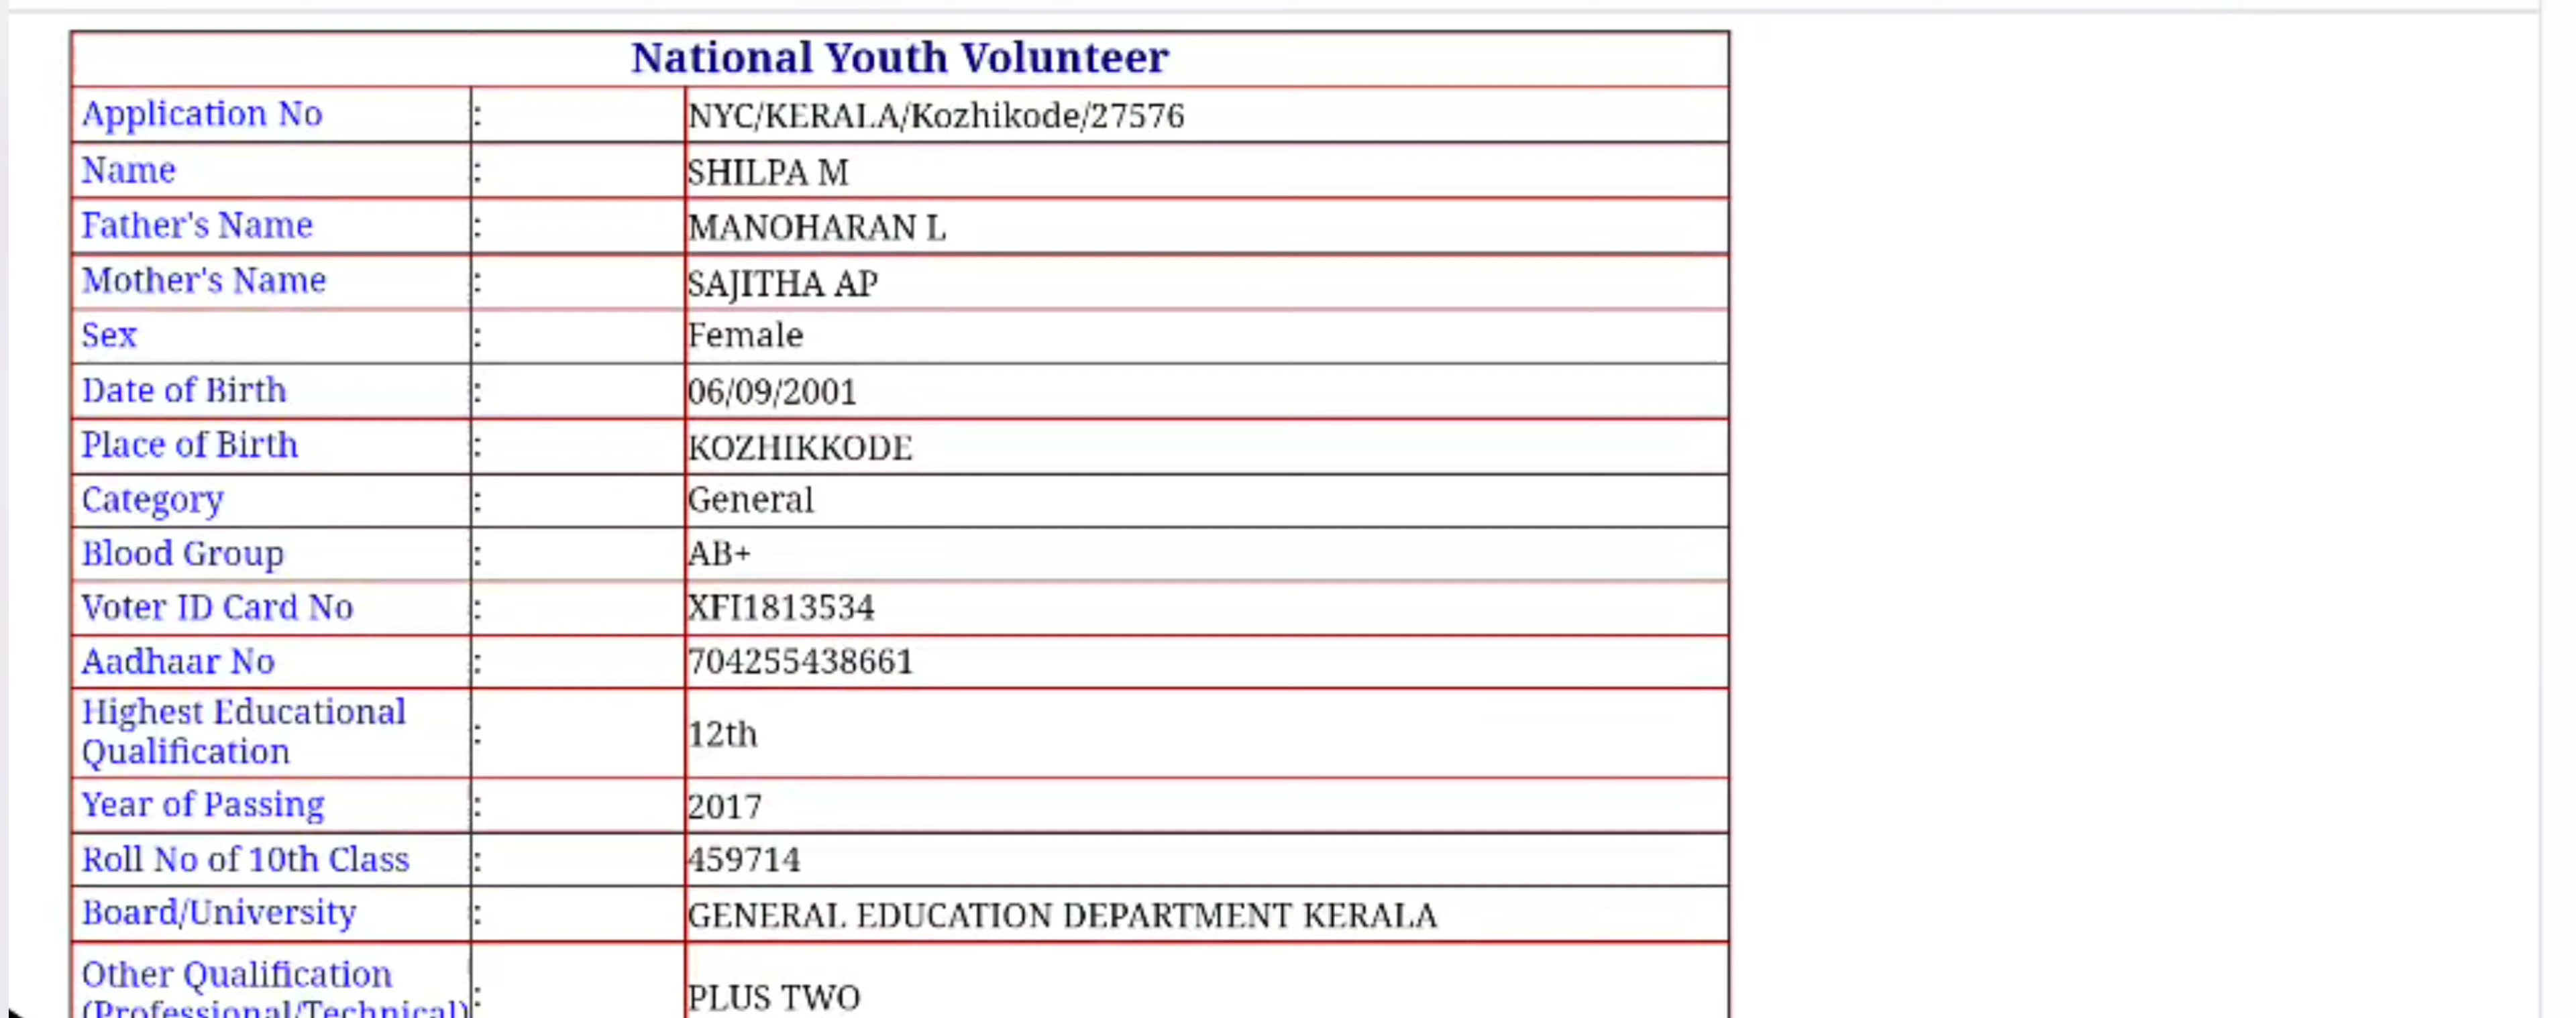 National Youth Volunteer
Application No : NYC/KERALA/Kozhikode/27576
Name : SHILPA M
Father's Name : MANOHARAN L
Mother's Name : SAJITHA AP
Sex : Female
Date of Birth : 06/09/2001
Place of Birth : KOZHIKKODE
Category : General
Blood Group : AB+
Voter ID Card No : XFI1813534
Aadhaar No : 704255438661
Highest Educational
Qualification : 12th
Year of Passing : 2017
Roll No of 10th Class : 459714
Board/University : GENERAL EDUCATION DEPARTMENT KERALA
Other Qualification
(Professional/Technical) : PLUS TWO